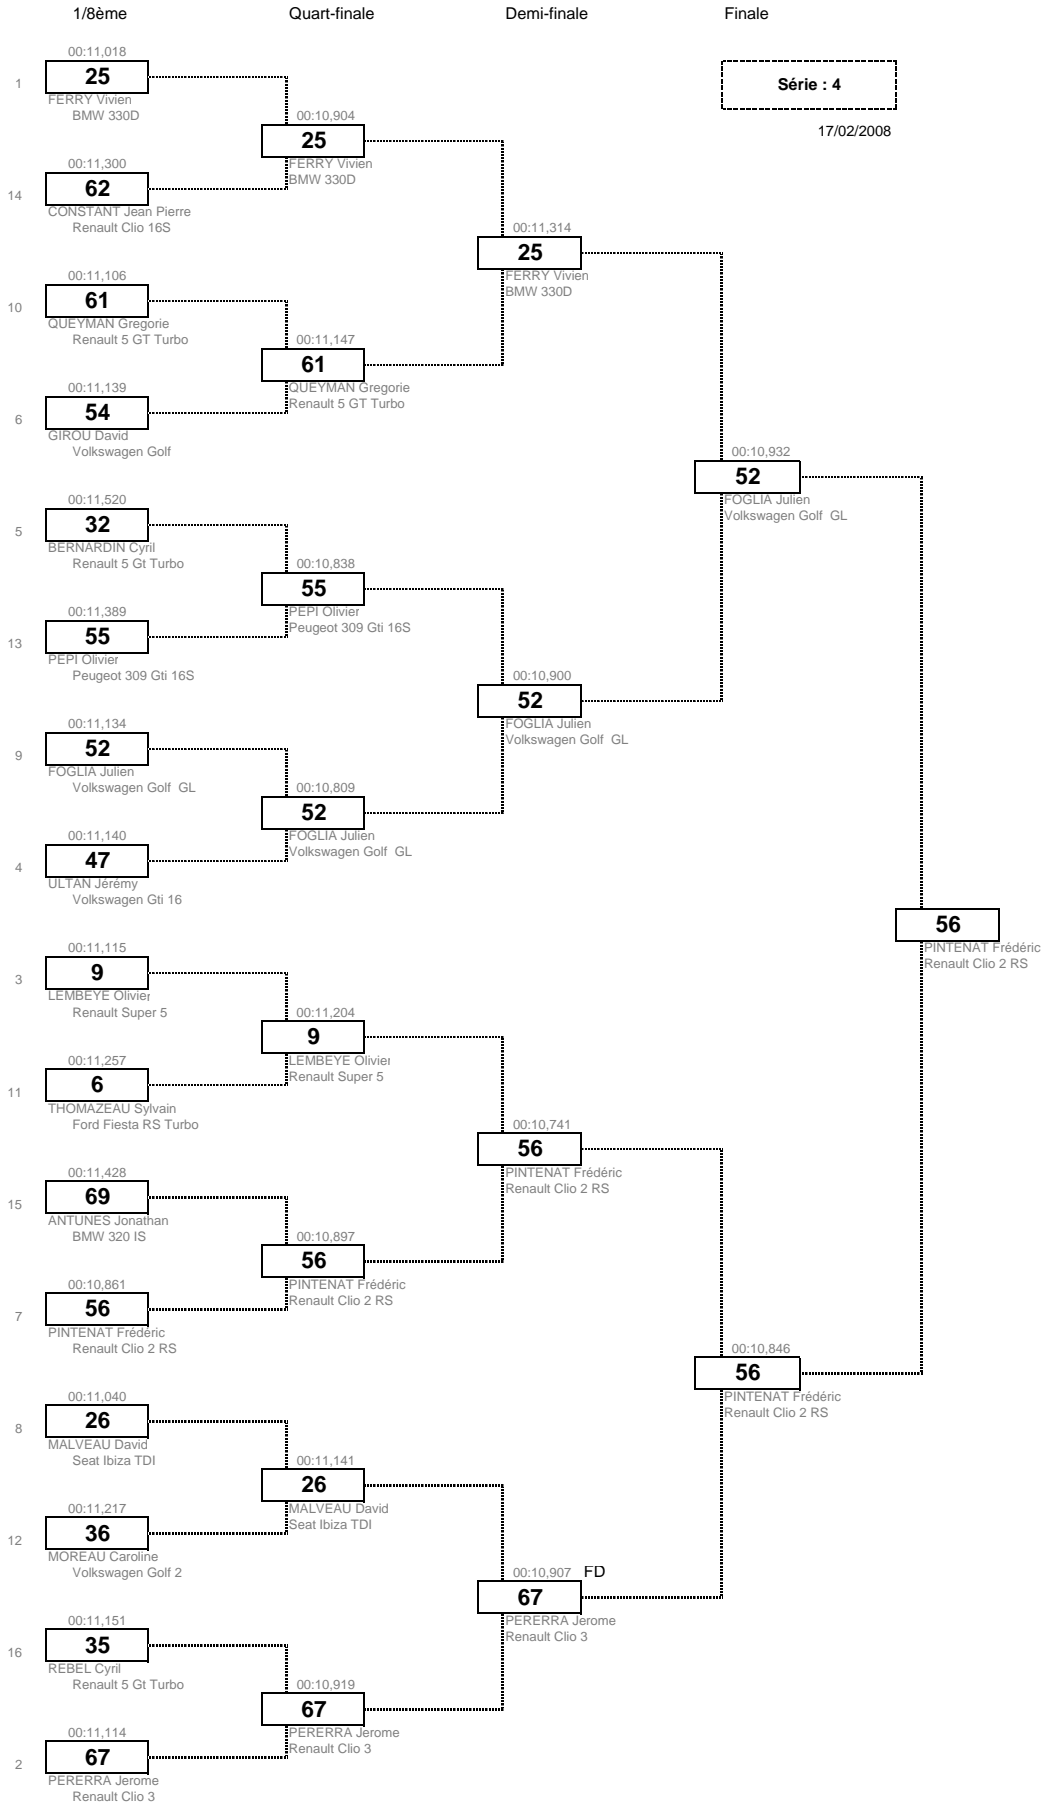 1/8ème Quart-finale Demi-finale Finale
Série : 4
17/02/2008
00:11,018
1 25
FERRY Vivien
BMW 330D
00:10,904
25
FERRY Vivien
BMW 330D
00:11,300
14 62
CONSTANT Jean Pierre
Renault Clio 16S
00:11,314
25
FERRY Vivien
BMW 330D
00:11,106
10 61
QUEYMAN Gregorie
Renault 5 GT Turbo
00:11,147
61
QUEYMAN Gregorie
Renault 5 GT Turbo
00:11,139
6 54
GIROU David
Volkswagen Golf
00:10,932
52
FOGLIA Julien
Volkswagen Golf GL
00:11,520
5 32
BERNARDIN Cyril
Renault 5 Gt Turbo
00:10,838
55
PEPI Olivier
Peugeot 309 Gti 16S
00:11,389
13 55
PEPI Olivier
Peugeot 309 Gti 16S
00:10,900
52
FOGLIA Julien
Volkswagen Golf GL
00:11,134
9 52
FOGLIA Julien
Volkswagen Golf GL
00:10,809
52
FOGLIA Julien
Volkswagen Golf GL
00:11,140
4 47
ULTAN Jérémy
Volkswagen Gti 16
56
PINTENAT Frédéric
Renault Clio 2 RS
00:11,115
3 9
LEMBEYE Olivier
Renault Super 5
00:11,204
9
LEMBEYE Olivier
Renault Super 5
00:11,257
11 6
THOMAZEAU Sylvain
Ford Fiesta RS Turbo
00:10,741
56
PINTENAT Frédéric
Renault Clio 2 RS
00:11,428
15 69
ANTUNES Jonathan
BMW 320 IS
00:10,897
56
PINTENAT Frédéric
Renault Clio 2 RS
00:10,861
7 56
PINTENAT Frédéric
Renault Clio 2 RS
00:10,846
56
PINTENAT Frédéric
Renault Clio 2 RS
00:11,040
8 26
MALVEAU David
Seat Ibiza TDI
00:11,141
26
MALVEAU David
Seat Ibiza TDI
00:11,217
12 36
MOREAU Caroline
Volkswagen Golf 2
00:10,907 FD
67
PERERRA Jerome
Renault Clio 3
00:11,151
16 35
REBEL Cyril
Renault 5 Gt Turbo
00:10,919
67
PERERRA Jerome
Renault Clio 3
00:11,114
2 67
PERERRA Jerome
Renault Clio 3